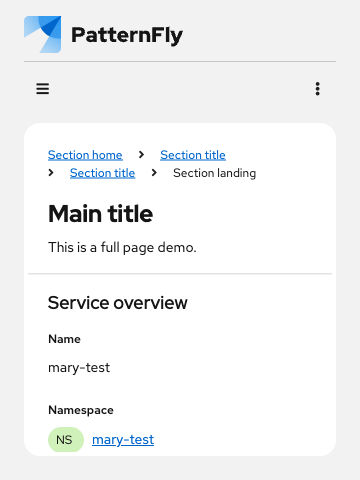 PatternFly
Section home Section title
Section title Section landing
Main title
This is a full page demo.
Service overview
Name
mary-test
Namespace
NS mary-test